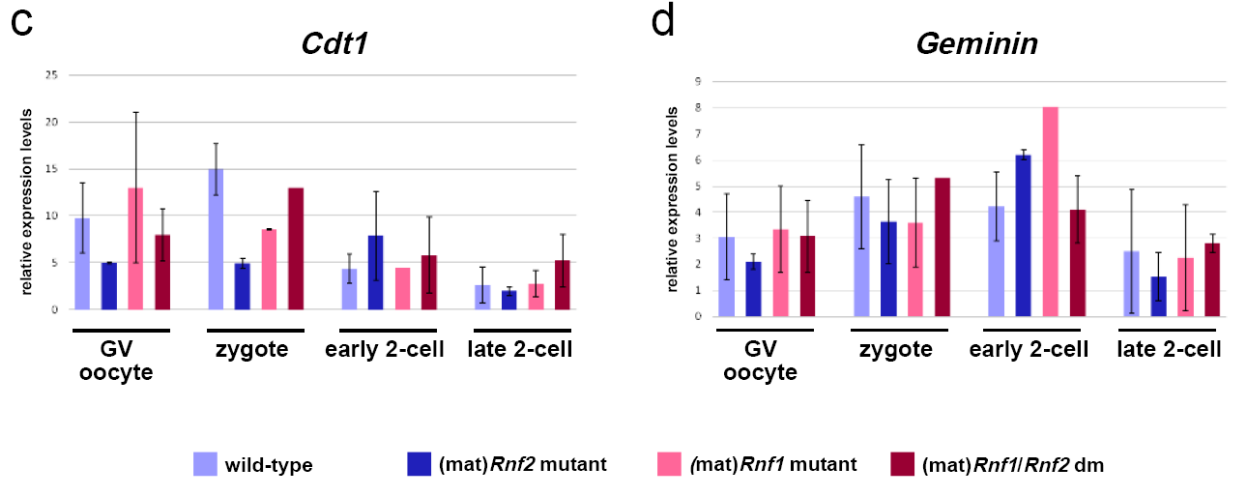 c
Cdt1
relative expression levels
25
20
15
10
5
0
GV oocyte
zygote
early 2-cell
late 2-cell
d
Geminin
relative expression levels
9
8
7
6
5
4
3
2
1
0
GV oocyte
zygote
early 2-cell
late 2-cell
wild-type
(mat)Rnf2 mutant
(mat)Rnf1 mutant
(mat)Rnf1/Rnf2 dm